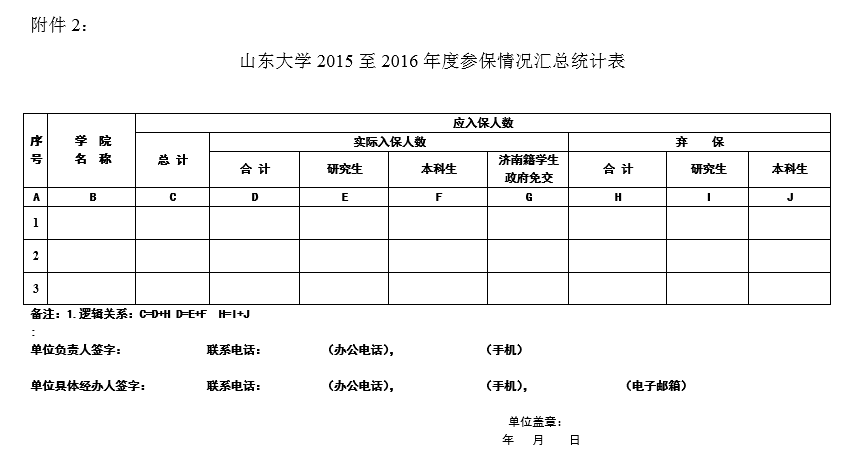 附件 2：
山东大学 2015 至 2016 年度参保情况汇总统计表
序号 学 院 名 称 应入保人数
总 计 实际入保人数 弃 保
合 计 研究生 本科生 济南籍学生政府免交 合 计 研究生 本科生
A B C D E F G H I J
1
2
3
备注：1.逻辑关系：C=D+H D=E+F H=I+J
:
单位负责人签字： 联系电话： （办公电话）， （手机）
单位具体经办人签字： 联系电话： （办公电话）， （手机）， （电子邮箱）
单位盖章：
年 月 日